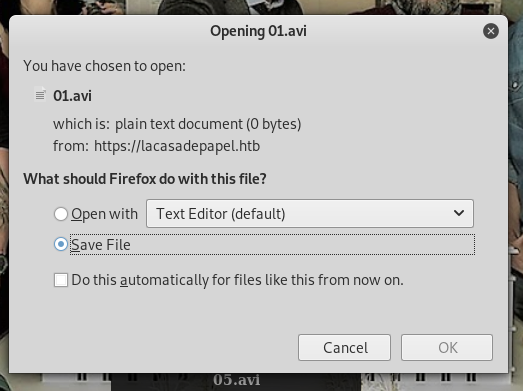 Opening 01.avi
You have chosen to open:
01.avi
which is: plain text document (0 bytes)
from: https://lacasadepapel.htb
What should Firefox do with this file?
Open with Text Editor (default)
Save File
Do this automatically for files like this from now on.
Cancel OK
05.avi